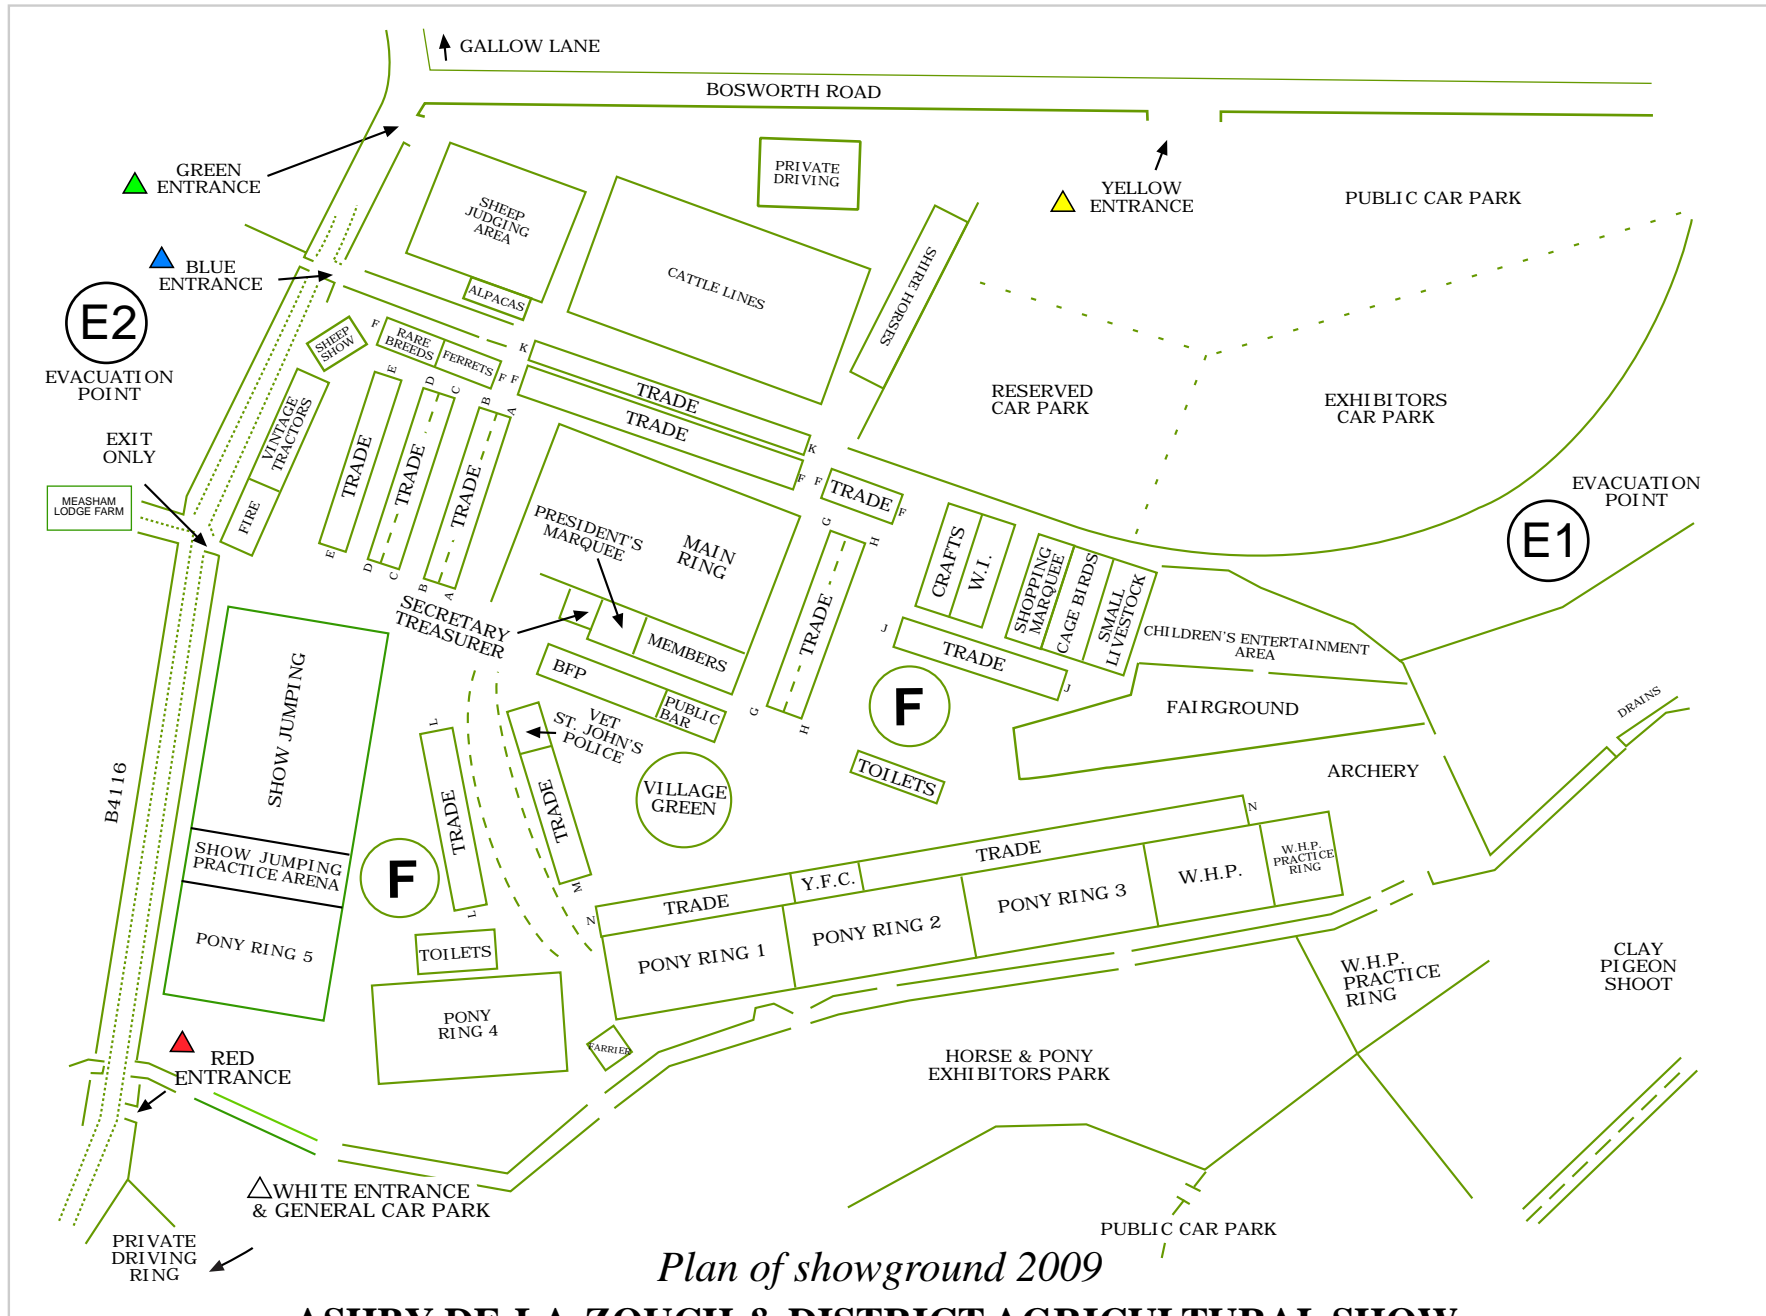 GALLOW LANE
BOSWORTH ROAD
GREEN
ENTRANCE
BLUE
ENTRANCE
E2
EVACUATION
POINT
EXIT
ONLY
MEASHAM
LODGE FARM
SHEEP
JUDGING
AREA
ALPACAS
CATTLE LINES
PRIVATE
DRIVING
YELLOW
ENTRANCE
PUBLIC CAR PARK
SHIRE HORSES
RESERVED
CAR PARK
EXHIBITORS
CAR PARK
EVACUATION
POINT
E1
SHEEP
SHOW
F
RARE
BREEDS
FERRETS
F
F
K
TRADE
K
TRADE
F
F
TRADE
F
VINTAGE
TRACTORS
FIRE
E
TRADE
E
D
C
TRADE
D
C
B
A
TRADE
B
A
PRESIDENT'S
MARQUEE
MAIN
RING
SECRETARY
TREASURER
MEMBERS
BFP
PUBLIC
BAR
G
H
TRADE
G
H
CRAFTS
W.I.
SHOPPING
MARQUEE
CAGE BIRDS
SMALL
LIVESTOCK
J
TRADE
J
CHILDREN'S ENTERTAINMENT
AREA
FAIRGROUND
DRAINS
ARCHERY
F
TOILETS
VET
ST. JOHN'S
POLICE
VILLAGE
GREEN
SHOW JUMPING
B4116
SHOW JUMPING
PRACTICE ARENA
PONY RING 5
F
L
TRADE
L
TRADE
M
TOILETS
PONY
RING 4
FARRIER
N
TRADE
Y.F.C.
TRADE
N
PONY RING 1
PONY RING 2
PONY RING 3
W.H.P.
W.H.P.
PRACTICE
RING
W.H.P.
PRACTICE
RING
CLAY
PIGEON
SHOOT
HORSE & PONY
EXHIBITORS PARK
RED
ENTRANCE
WHITE ENTRANCE
& GENERAL CAR PARK
PRIVATE
DRIVING
RING
PUBLIC CAR PARK
Plan of showground 2009
ASHBY DE LA ZOUCH & DISTRICT AGRICULTURAL SHOW